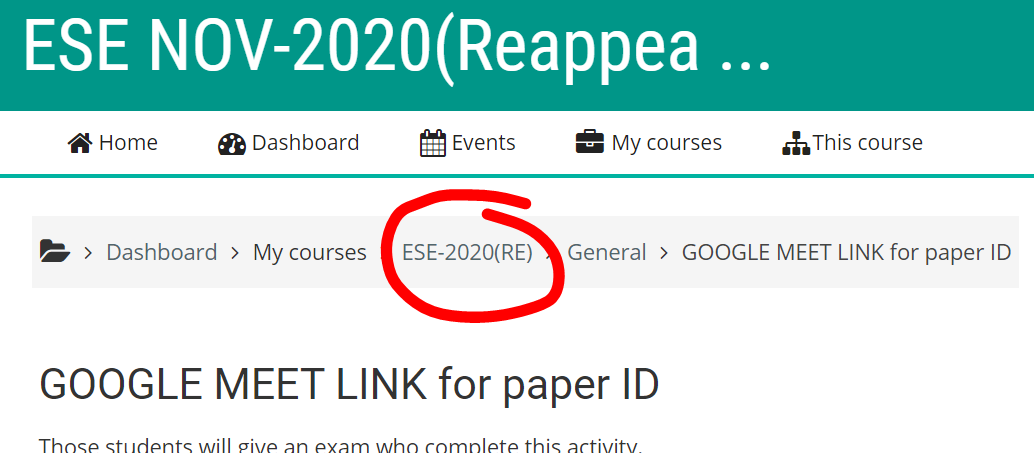 ESE NOV-2020(Reappea ...
Home Dashboard Events My courses This course
> Dashboard > My courses ESE-2020(RE) > General > GOOGLE MEET LINK for paper ID
GOOGLE MEET LINK for paper ID
Those students will give an exam who complete this activity.